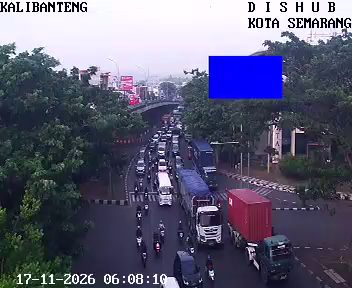 KALIBANTENG
D I S H U B
KOTA SEMARANG
17-11-2026 06:08:10